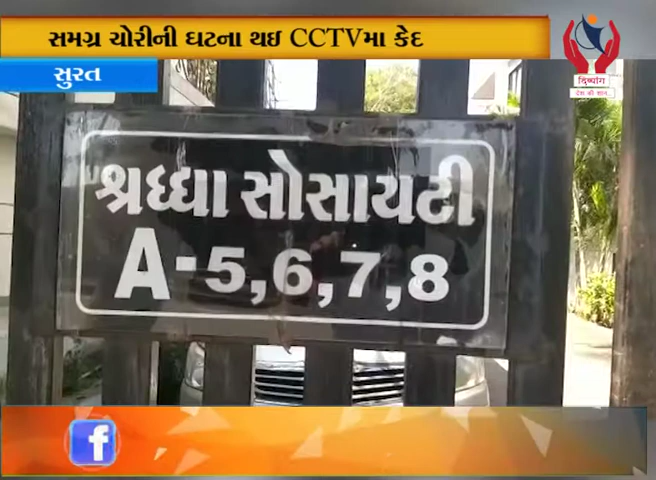 સમગ્ર ચોરીની ઘટના થઇ CCTVમા કેદ
સુરત
દિવ્યાંગ
દેશ કી શાન..
શ્રધ્ધા સોસાયટી
A-5,6,7,8
f